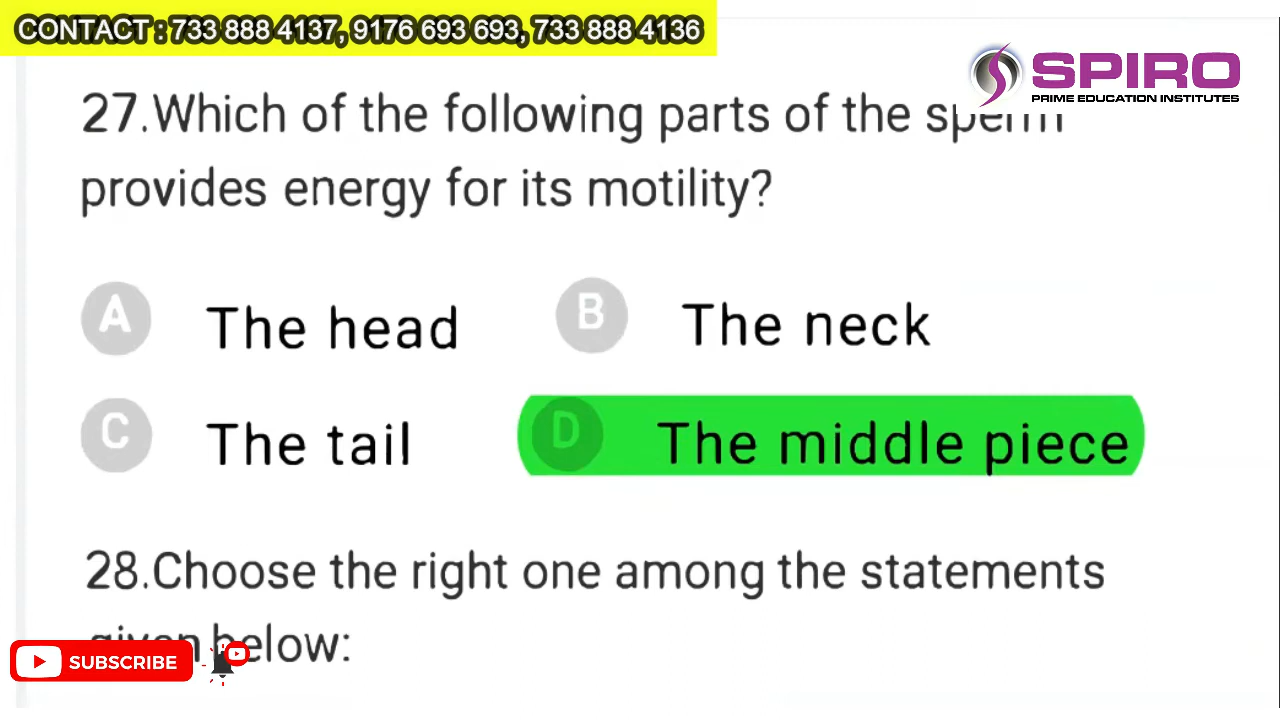 CONTACT : 733 888 4137, 9176 693 693, 733 888 4136
SPIRO
PRIME EDUCATION INSTITUTES
27.Which of the following parts of the sperm
provides energy for its motility?
A The head
B The neck
C The tail
D The middle piece
28.Choose the right one among the statements
given below:
SUBSCRIBE